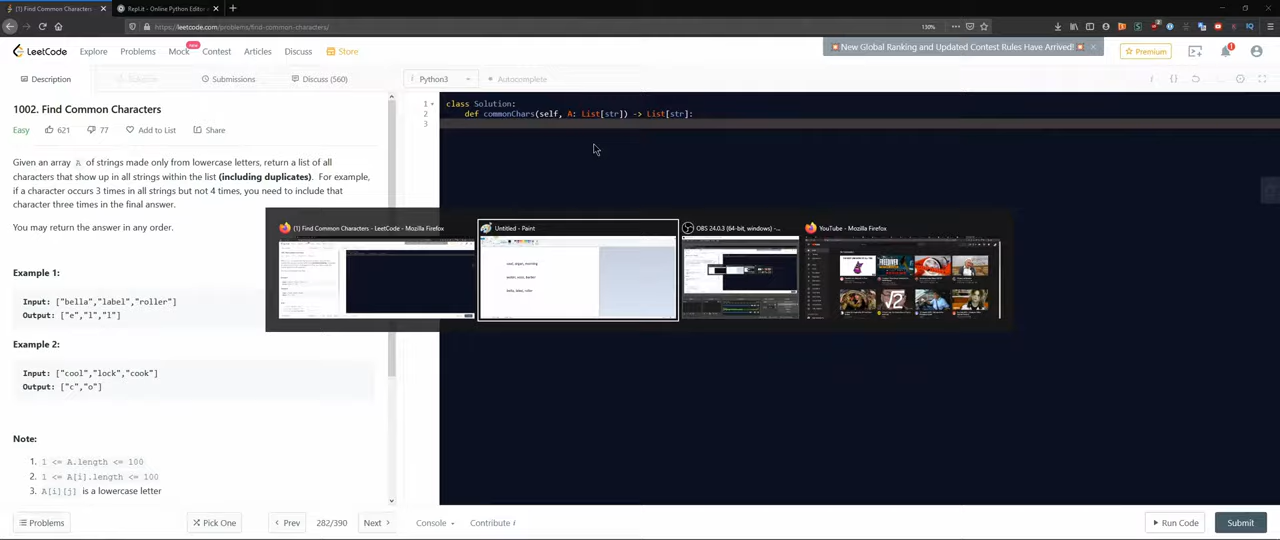 (1) Find Common Characters
Repl.it - Online Python Editor
https://leetcode.com/problems/find-common-characters/
130%
LeetCode
Explore
Problems
Mock
New
Contest
Articles
Discuss
Store
New Global Ranking and Updated Contest Rules Have Arrived!
Premium
1
Description
Solution
Submissions
Discuss (560)
Python3
Autocomplete
1002. Find Common Characters
Easy
621
77
Add to List
Share
Given an array A of strings made only from lowercase letters, return a list of all
characters that show up in all strings within the list (including duplicates). For example,
if a character occurs 3 times in all strings but not 4 times, you need to include that
character three times in the final answer.
You may return the answer in any order.
Example 1:
Input: ["bella","label","roller"]
Output: ["e","l","l"]
Example 2:
Input: ["cool","lock","cook"]
Output: ["c","o"]
Note:
1. 1 <= A.length <= 100
2. 1 <= A[i].length <= 100
3. A[i][j] is a lowercase letter
1 class Solution:
2 def commonChars(self, A: List[str]) -> List[str]:
3
(1) Find Common Characters - LeetCode - Mozilla Firefox
Untitled - Paint
OBS 24.0.3 (64-bit, windows) -...
YouTube - Mozilla Firefox
Problems
Pick One
Prev
282/390
Next
Console
Contribute i
Run Code
Submit